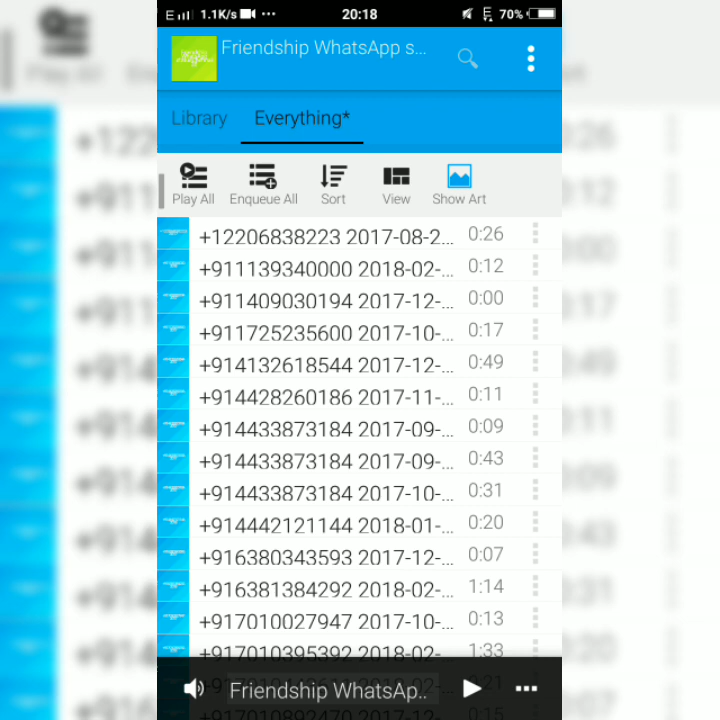 1.1K/s ... 20:18 70%
Friendship WhatsApp s...
Library Everything*
Play All Enqueue All Sort View Show Art
+12206838223 2017-08-2... 0:26
+911139340000 2018-02-... 0:12
+911409030194 2017-12-... 0:00
+911725235600 2017-10-... 0:17
+914132618544 2017-12-... 0:49
+914428260186 2017-11-... 0:11
+914433873184 2017-09-... 0:09
+914433873184 2017-09-... 0:43
+914433873184 2017-10-... 0:31
+914442121144 2018-01-... 0:20
+916380343593 2017-12-... 0:07
+916381384292 2018-02-... 1:14
+917010027947 2017-10-... 0:13
+917010395392 2018-02-... 1:33
Friendship WhatsAp..